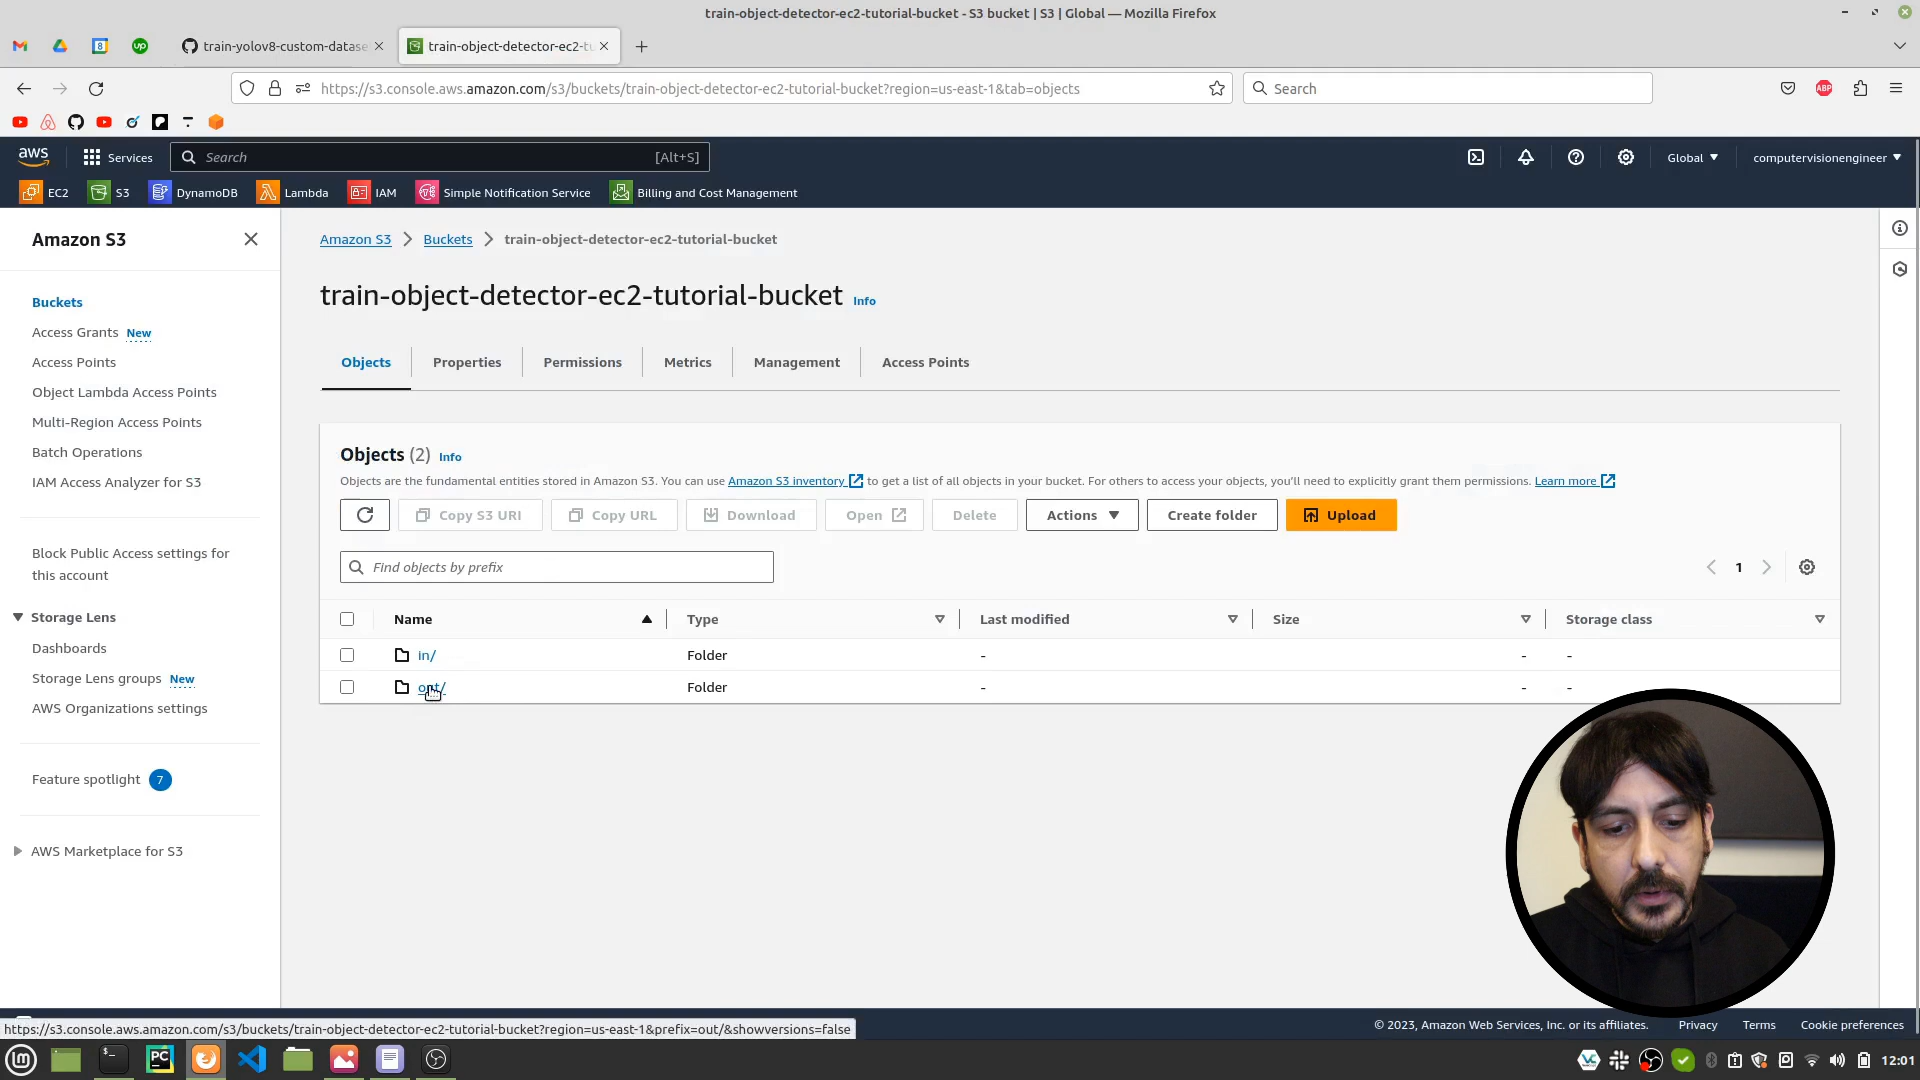 train-object-detector-ec2-tutorial-bucket - S3 bucket | S3 | Global — Mozilla Firefox
train-yolov8-custom-datase
train-object-detector-ec2-tu
https://s3.console.aws.amazon.com/s3/buckets/train-object-detector-ec2-tutorial-bucket?region=us-east-1&tab=objects
Search
aws
Services
Search
[Alt+S]
Global
computervisionengineer
EC2
S3
DynamoDB
Lambda
IAM
Simple Notification Service
Billing and Cost Management
Amazon S3
Buckets
Access Grants New
Access Points
Object Lambda Access Points
Multi-Region Access Points
Batch Operations
IAM Access Analyzer for S3
Block Public Access settings for
this account
Storage Lens
Dashboards
Storage Lens groups New
AWS Organizations settings
Feature spotlight 7
AWS Marketplace for S3
Amazon S3 > Buckets > train-object-detector-ec2-tutorial-bucket
train-object-detector-ec2-tutorial-bucket Info
Objects
Properties
Permissions
Metrics
Management
Access Points
Objects (2) Info
Objects are the fundamental entities stored in Amazon S3. You can use Amazon S3 inventory to get a list of all objects in your bucket. For others to access your objects, you'll need to explicitly grant them permissions. Learn more
Copy S3 URI
Copy URL
Download
Open
Delete
Actions
Create folder
Upload
Find objects by prefix
1
Name
Type
Last modified
Size
Storage class
in/ Folder - - -
out/ Folder - - -
https://s3.console.aws.amazon.com/s3/buckets/train-object-detector-ec2-tutorial-bucket?region=us-east-1&prefix=out/&showversions=false
© 2023, Amazon Web Services, Inc. or its affiliates.
Privacy
Terms
Cookie preferences
12:01